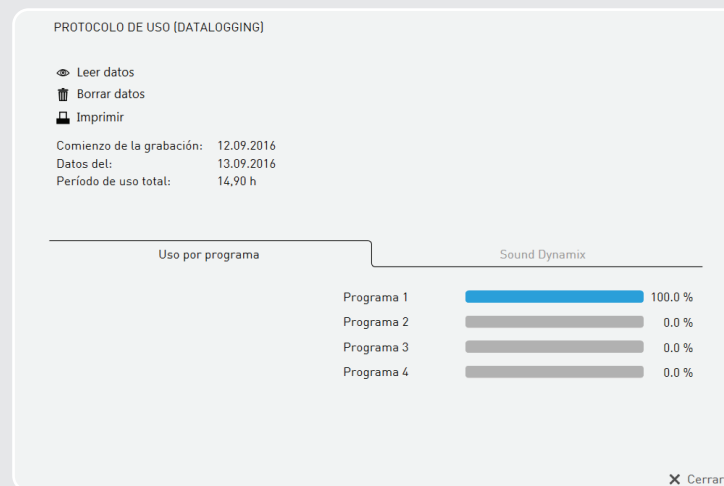 PROTOCOLO DE USO (DATALOGGING)
Leer datos
Borrar datos
Imprimir
Comienzo de la grabación: 12.09.2016
Datos del: 13.09.2016
Período de uso total: 14,90 h
Uso por programa Sound Dynamix
Programa 1 100.0 %
Programa 2 0.0 %
Programa 3 0.0 %
Programa 4 0.0 %
Cerrar